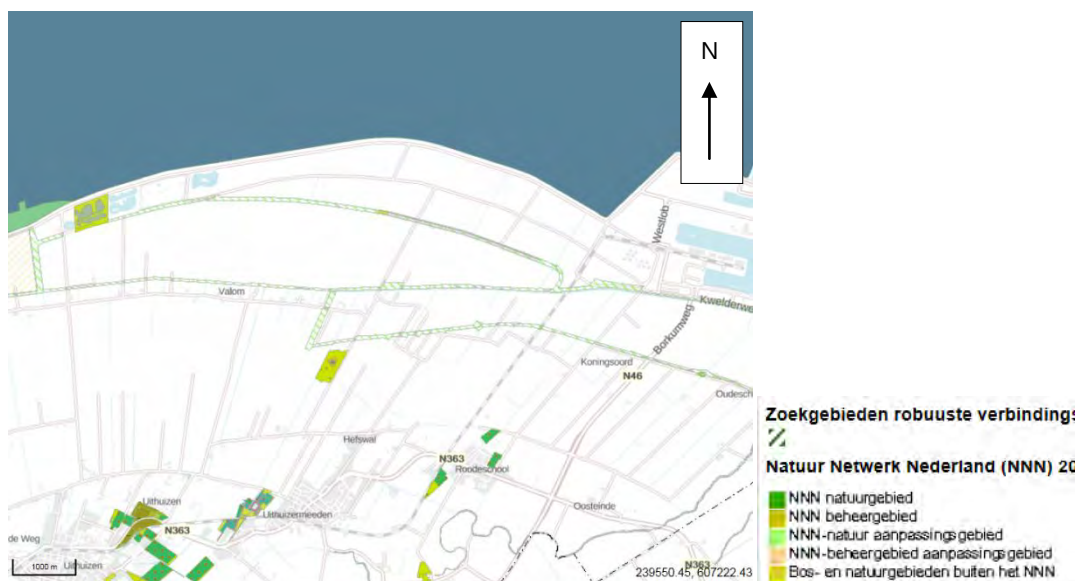 N
Westlob
Valom
Kwelderwe
Borkumweg
Koningsoord
N46
Oudesch
Hefswal
N363
Roodeschool
Uithuizen
Oosteinde
Uithuizermeeden
N363
de Weg
Uithuizen
N363
1000 m
239550.45, 607222.43
Zoekgebieden robuuste verbindings
Natuur Netwerk Nederland (NNN) 20
NNN natuurgebied
NNN beheergebied
NNN-natuur aanpassingsgebied
NNN-beheergebied aanpassingsgebied
Bos- en natuurgebieden buiten het NNN